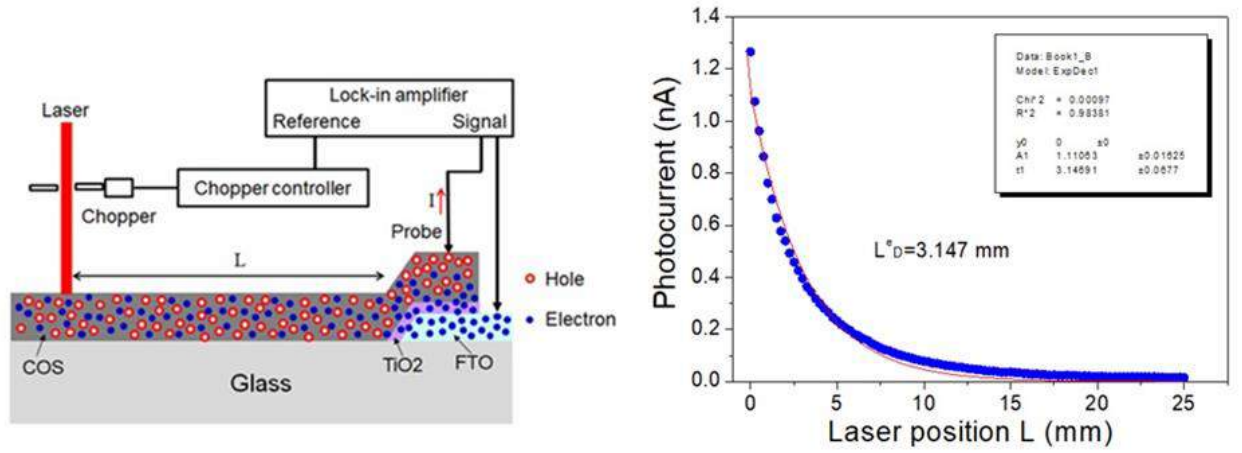 Laser
Lock-in amplifier
Reference Signal
Chopper controller
Chopper
I
Probe
L
Hole
Electron
COS
TiO2
FTO
Glass
Photocurrent (nA)
1.4
1.2
1.0
0.8
0.6
0.4
0.2
0.0
Data: Book1_B
Model: ExpDec1
Chi^2 = 0.00097
R^2 = 0.98381
y0 0 ±0
A1 1.11063 ±0.01625
t1 3.14691 ±0.0677
LeD=3.147 mm
0 5 10 15 20 25
Laser position L (mm)